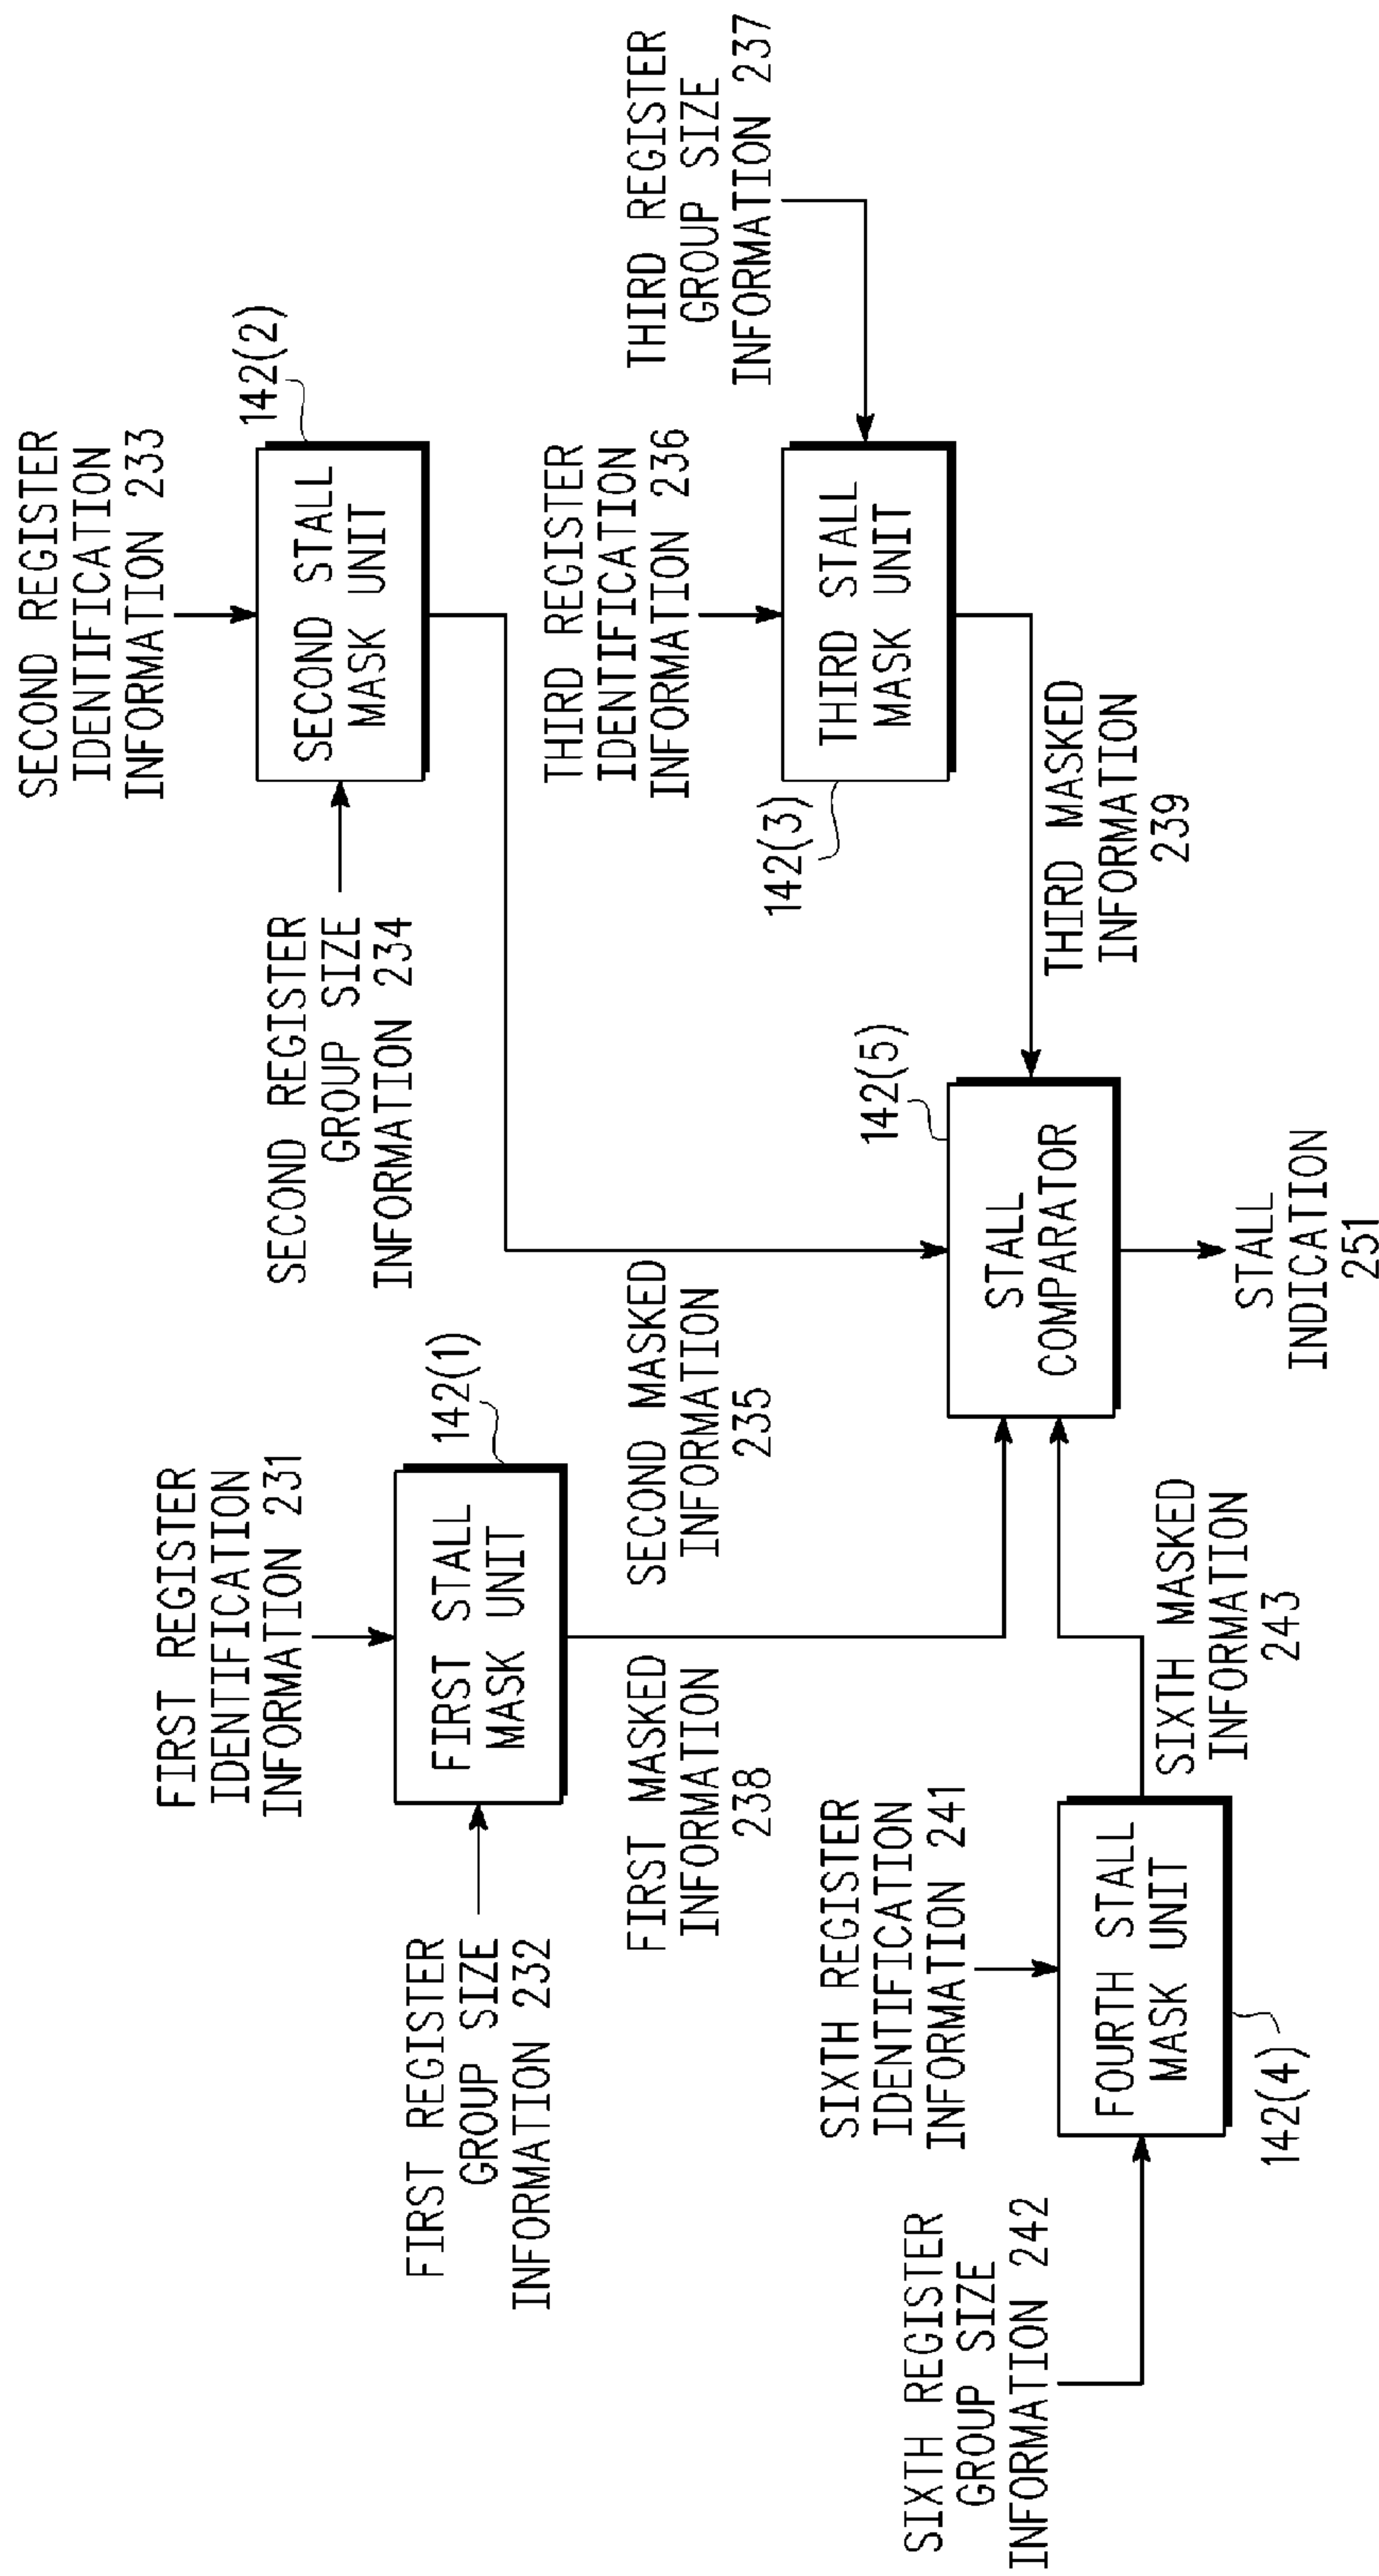 SECOND REGISTER
IDENTIFICATION
INFORMATION 233
142(2)
SECOND STALL
MASK UNIT
SECOND REGISTER
GROUP SIZE
INFORMATION 234
FIRST REGISTER
IDENTIFICATION
INFORMATION 231
142(1)
FIRST STALL
MASK UNIT
FIRST REGISTER
GROUP SIZE
INFORMATION 232
THIRD REGISTER
GROUP SIZE
INFORMATION 237
THIRD REGISTER
IDENTIFICATION
INFORMATION 236
THIRD STALL
MASK UNIT
142(3)
SECOND MASKED
INFORMATION
235
FIRST MASKED
INFORMATION
238
SIXTH REGISTER
IDENTIFICATION
INFORMATION 241
142(5)
STALL
COMPARATOR
THIRD MASKED
INFORMATION
239
SIXTH REGISTER
GROUP SIZE
INFORMATION 242
FOURTH STALL
MASK UNIT
142(4)
SIXTH MASKED
INFORMATION
243
STALL
INDICATION
251